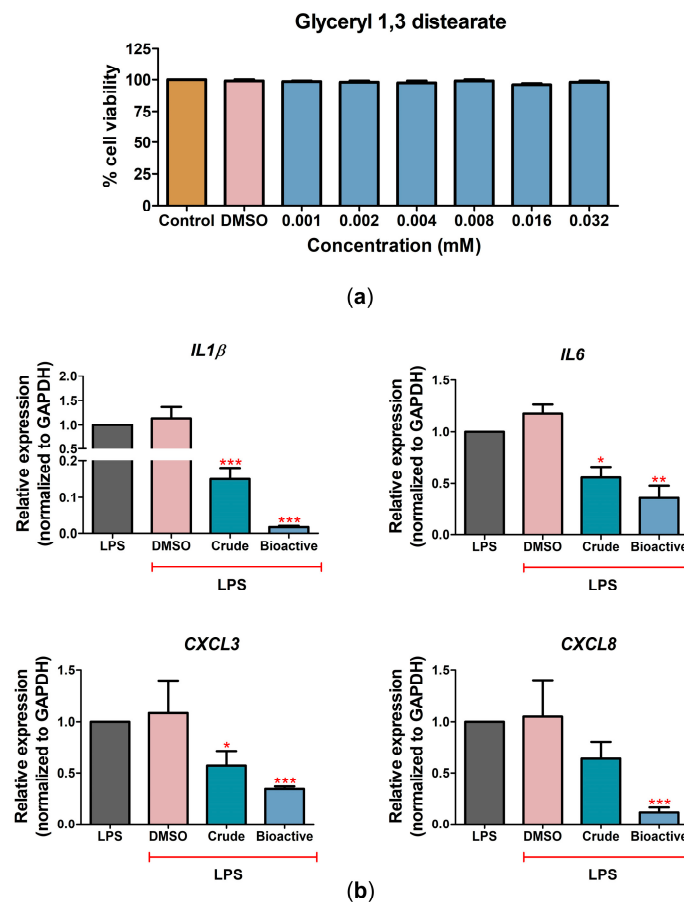 Glyceryl 1,3 distearate
% cell viability
125
100
75
50
25
0
Control DMSO 0.001 0.002 0.004 0.008 0.016 0.032
Concentration (mM)
(a)
IL1β
Relative expression
(normalized to GAPDH)
2.0
1.5
1.0
0.5
0.2
0.1
0.0
***
***
LPS DMSO Crude Bioactive
LPS
IL6
Relative expression
(normalized to GAPDH)
1.5
1.0
0.5
0.0
*
**
LPS DMSO Crude Bioactive
LPS
CXCL3
Relative expression
(normalized to GAPDH)
1.5
1.0
0.5
0.0
*
***
LPS DMSO Crude Bioactive
LPS
CXCL8
Relative expression
(normalized to GAPDH)
1.5
1.0
0.5
0.0
***
LPS DMSO Crude Bioactive
LPS
(b)